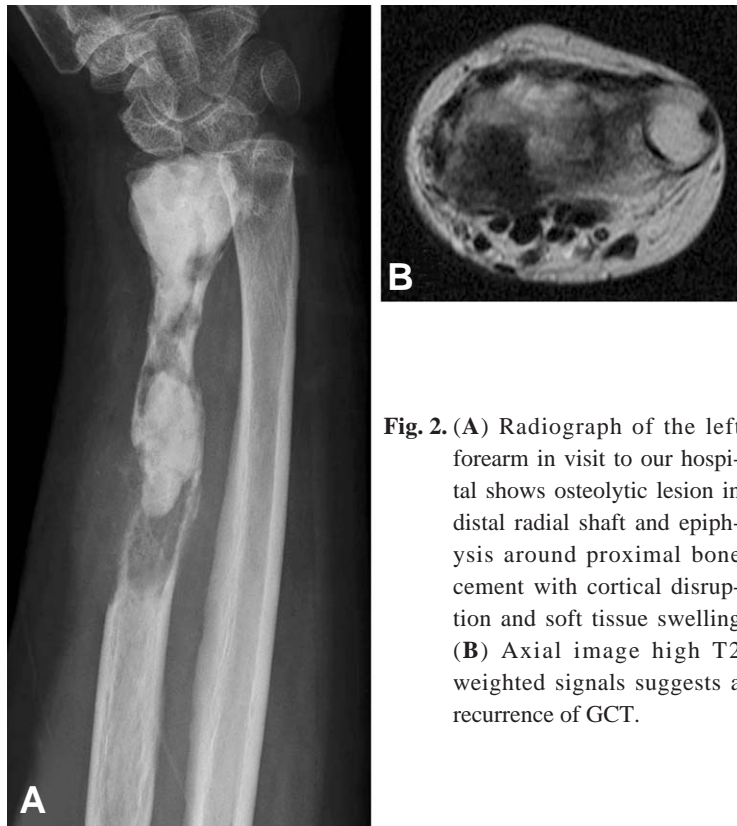 A
B
Fig. 2. (A) Radiograph of the left
forearm in visit to our hospi-
tal shows osteolytic lesion in
distal radial shaft and epiph-
ysis around proximal bone
cement with cortical disrup-
tion and soft tissue swelling
(B) Axial image high T2
weighted signals suggests a
recurrence of GCT.